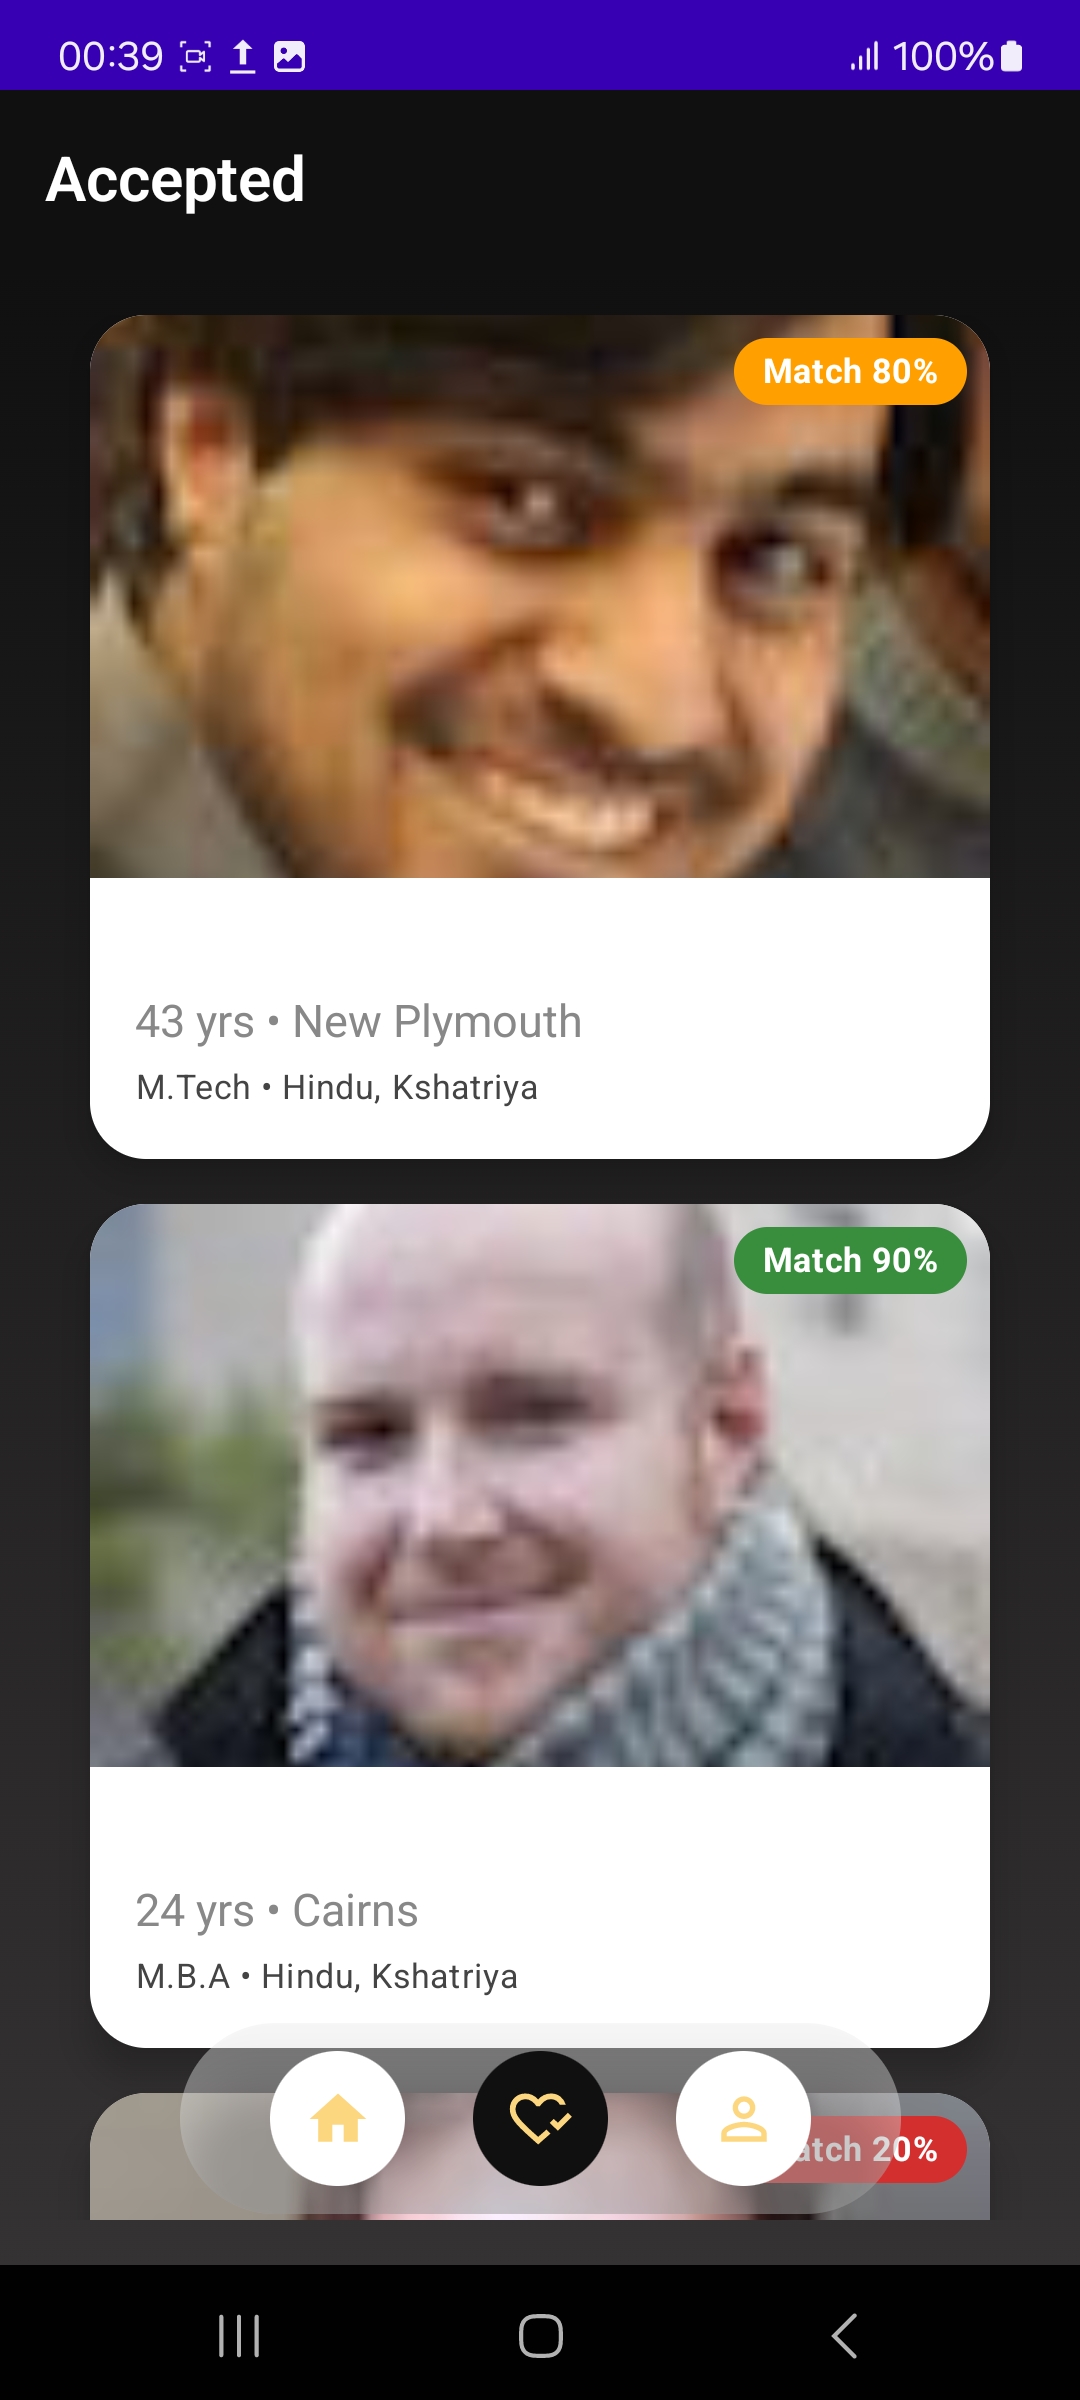 00:39 100%
Accepted
Match 80%
43 yrs • New Plymouth
M.Tech • Hindu, Kshatriya
Match 90%
24 yrs • Cairns
M.B.A • Hindu, Kshatriya
atch 20%